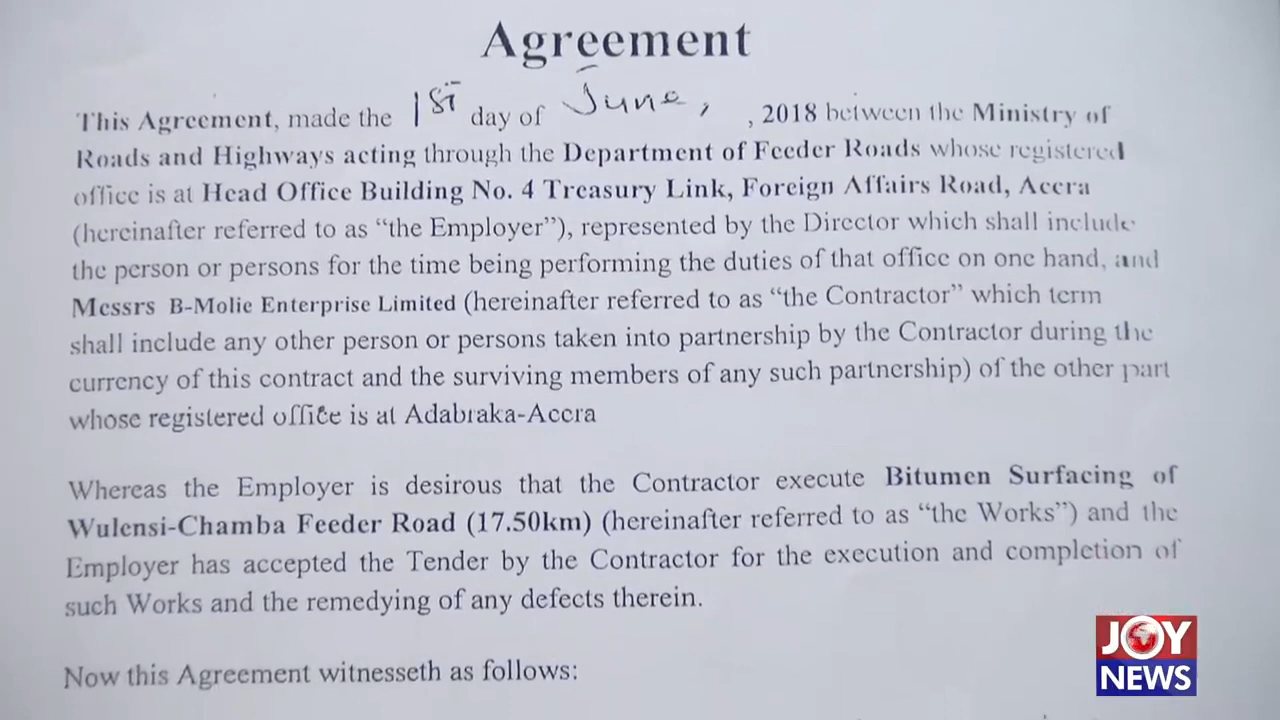 Agreement
This Agreement, made the 1st day of June, , 2018 between the Ministry of
Roads and Highways acting through the Department of Feeder Roads whose registered
office is at Head Office Building No. 4 Treasury Link, Foreign Affairs Road, Accra
(hereinafter referred to as “the Employer”), represented by the Director which shall include
the person or persons for the time being performing the duties of that office on one hand, and
Messrs B-Molie Enterprise Limited (hereinafter referred to as “the Contractor” which term
shall include any other person or persons taken into partnership by the Contractor during the
currency of this contract and the surviving members of any such partnership) of the other part
whose registered office is at Adabraka-Accra
Whereas the Employer is desirous that the Contractor execute Bitumen Surfacing of
Wulensi-Chamba Feeder Road (17.50km) (hereinafter referred to as “the Works”) and the
Employer has accepted the Tender by the Contractor for the execution and completion of
such Works and the remedying of any defects therein.
Now this Agreement witnesseth as follows:
JOY
NEWS